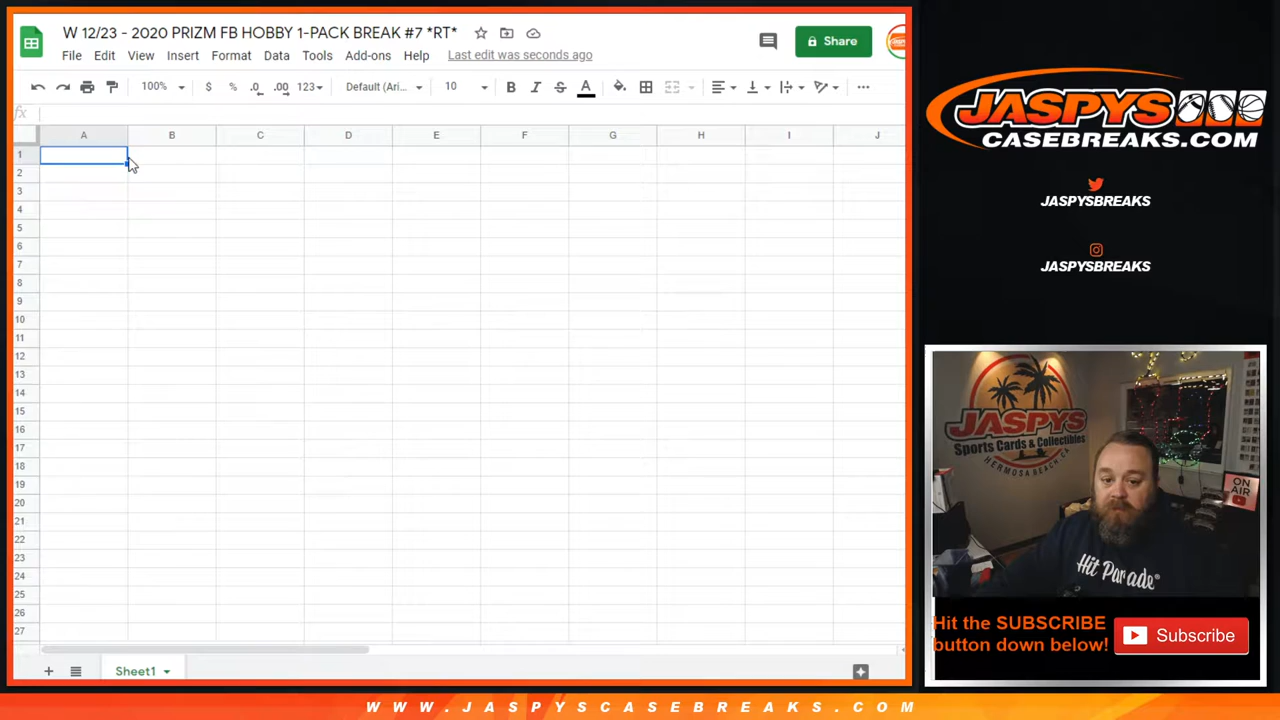 W 12/23 - 2020 PRIZM FB HOBBY 1-PACK BREAK #7 *RT*
File Edit View Insert Format Data Tools Add-ons Help Last edit was seconds ago
Share
100% $ % .0 .00 123 Default (Ari... 10 B I S A
fx
A B C D E F G H I J
1
2
3
4
5
6
7
8
9
10
11
12
13
14
15
16
17
18
19
20
21
22
23
24
25
26
27
Sheet1
JASPYS
CASEBREAKS.COM
JASPYSBREAKS
JASPYSBREAKS
JASPYS
Sports Cards & Collectibles
HERMOSA BEACH, CA
ON AIR
Hit Parade
Hit the SUBSCRIBE
button down below!
Subscribe
WWW.JASPYSCASEBREAKS.COM